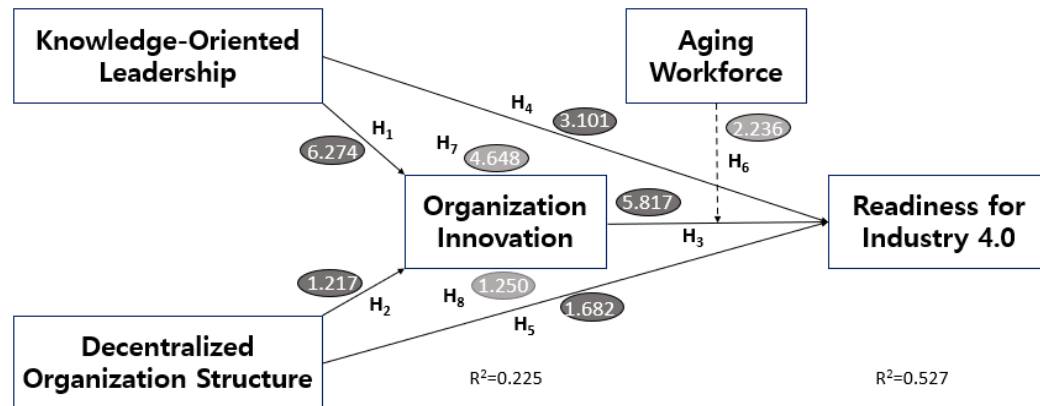 Knowledge-Oriented
Leadership
Aging
Workforce
H4
3.101
2.236
H1
6.274
H7
4.648
H6
Organization
Innovation
5.817
H3
Readiness for
Industry 4.0
1.217
H2
H8
1.250
1.682
H5
Decentralized
Organization Structure
R²=0.225
R²=0.527